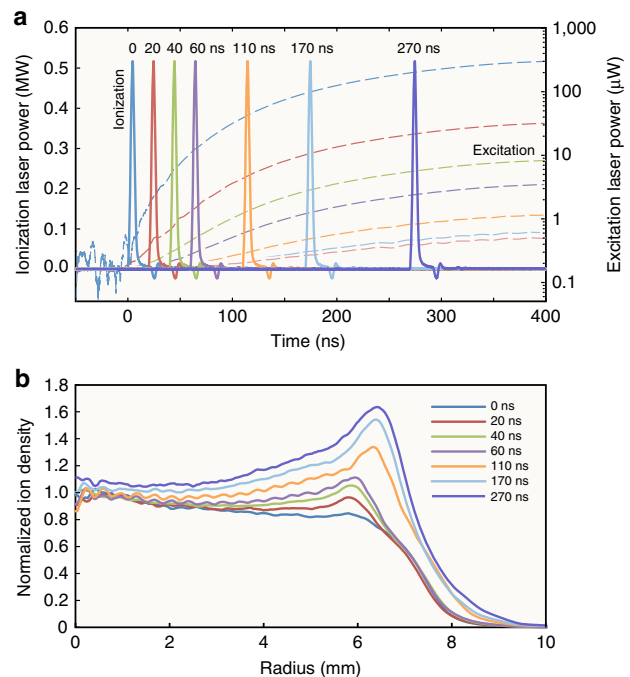 a
0 20 40 60 ns 110 ns 170 ns 270 ns
Ionization
Excitation
Ionization laser power (MW)
0.6
0.5
0.4
0.3
0.2
0.1
0.0
1,000
100
10
1
0.1
Excitation laser power (µW)
0 100 200 300 400
Time (ns)
b
Normalized ion density
1.8
1.6
1.4
1.2
1.0
0.8
0.6
0.4
0.2
0
0 ns
20 ns
40 ns
60 ns
110 ns
170 ns
270 ns
0 2 4 6 8 10
Radius (mm)